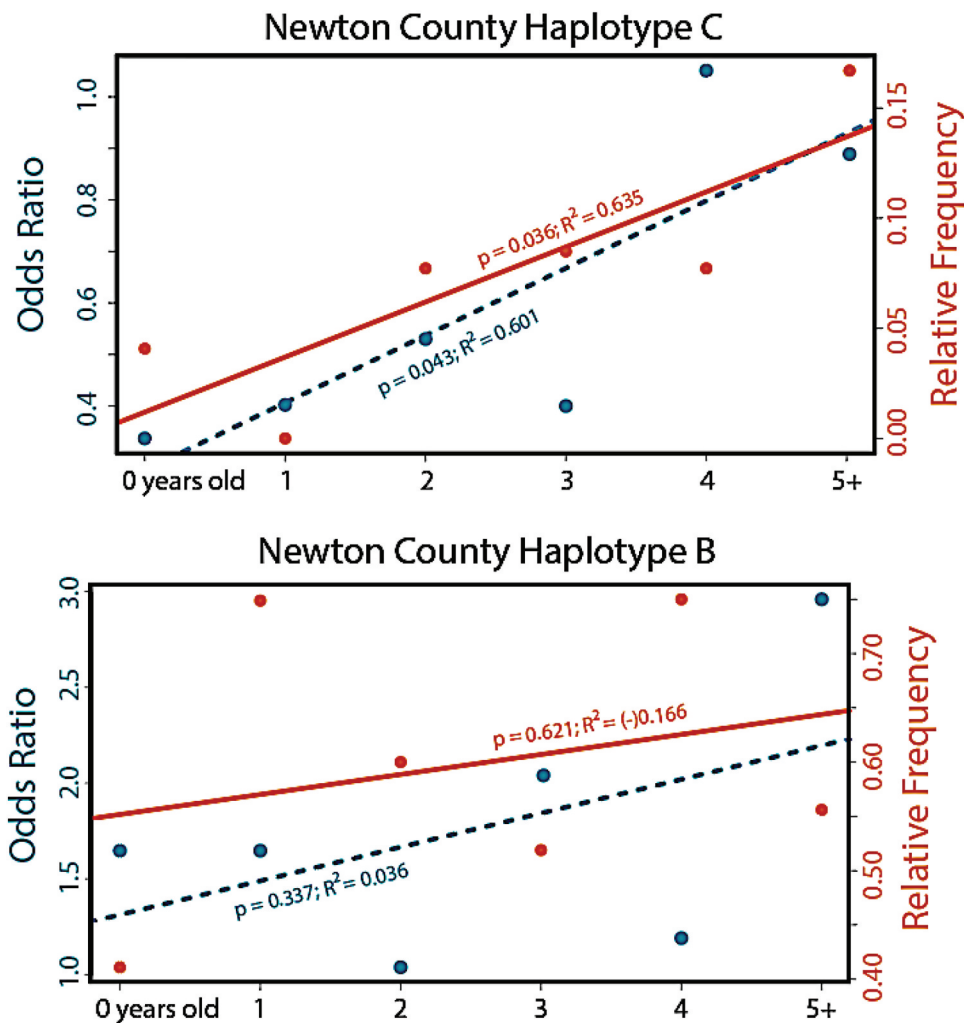 Newton County Haplotype C
Odds Ratio
1.0
0.8
0.6
0.4
p = 0.036; R² = 0.635
p = 0.043; R² = 0.601
0.15
0.10
0.05
0.00
Relative Frequency
0 years old 1 2 3 4 5+
Newton County Haplotype B
Odds Ratio
3.0
2.5
2.0
1.5
1.0
p = 0.621; R² = (-)0.166
p = 0.337; R² = 0.036
0.70
0.60
0.50
0.40
Relative Frequency
0 years old 1 2 3 4 5+